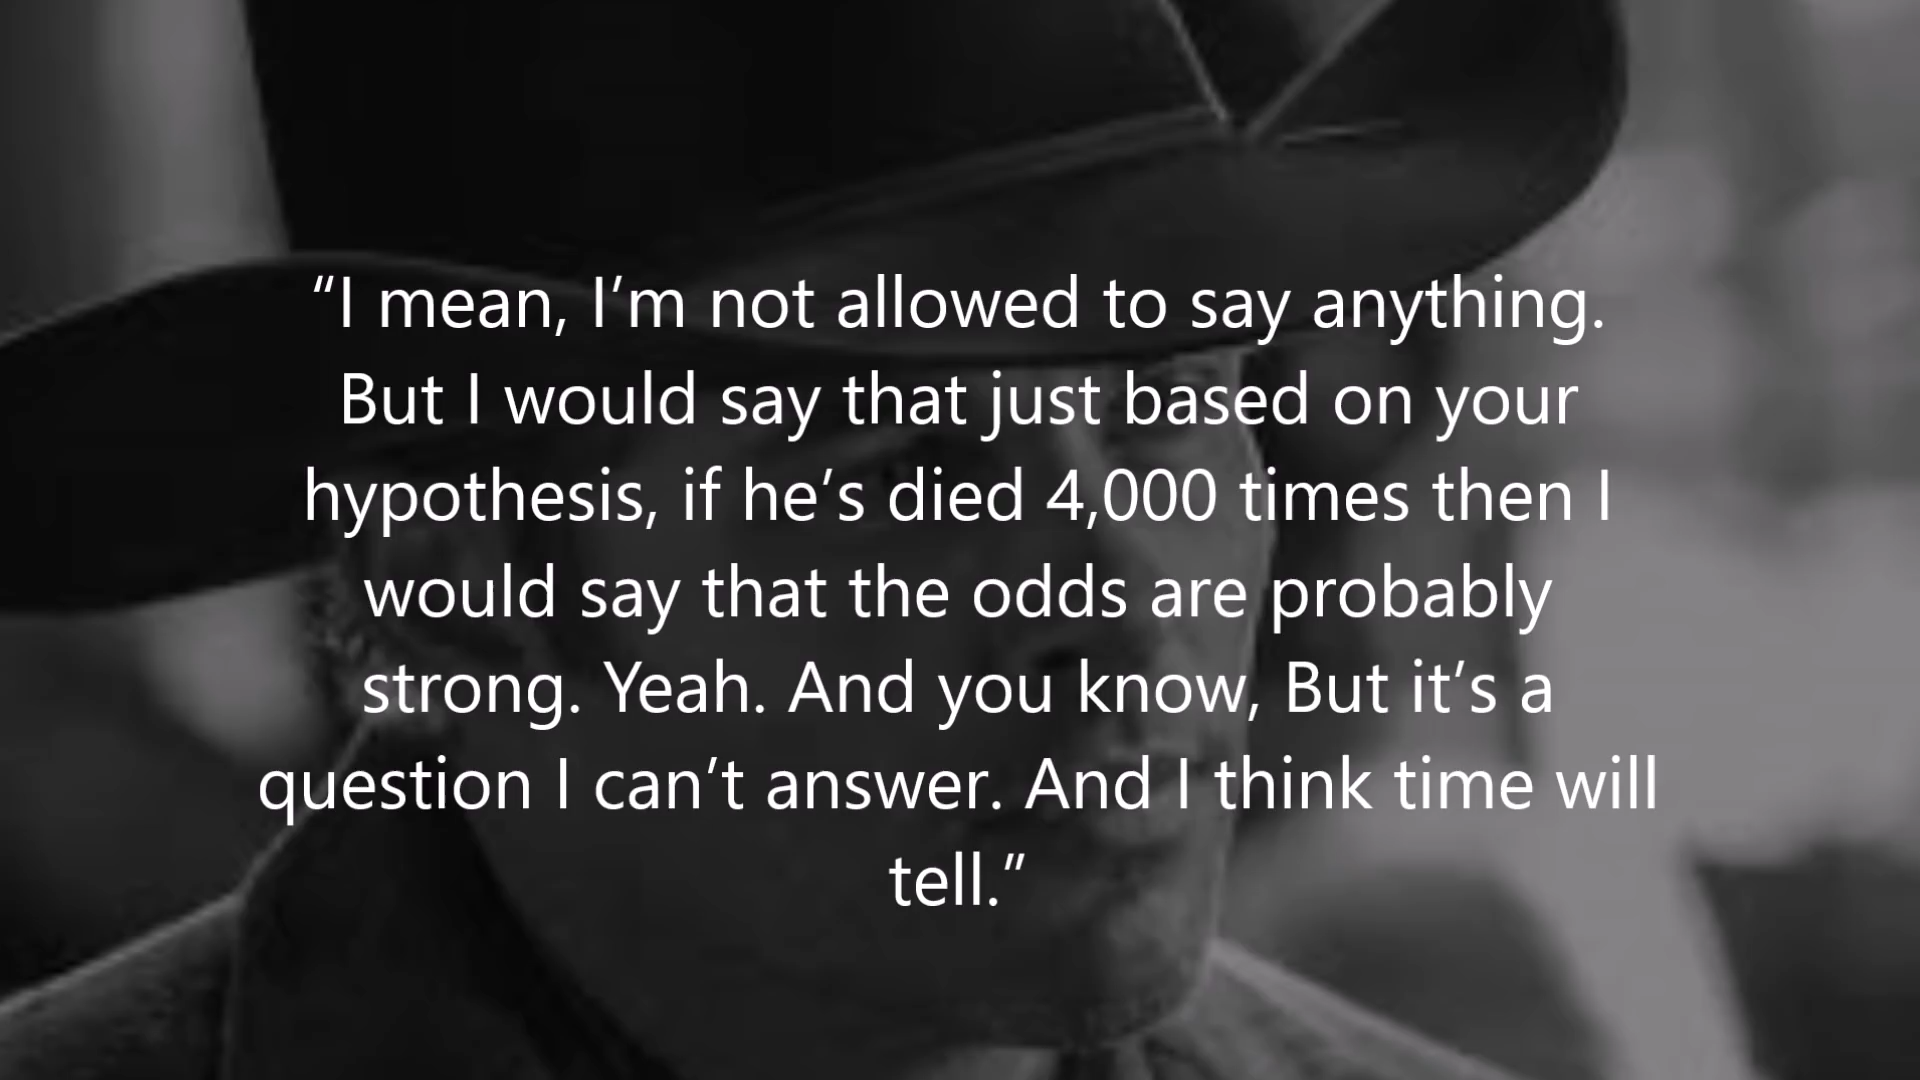 “I mean, I’m not allowed to say anything.
But I would say that just based on your
hypothesis, if he’s died 4,000 times then I
would say that the odds are probably
strong. Yeah. And you know, But it’s a
question I can’t answer. And I think time will
tell.”